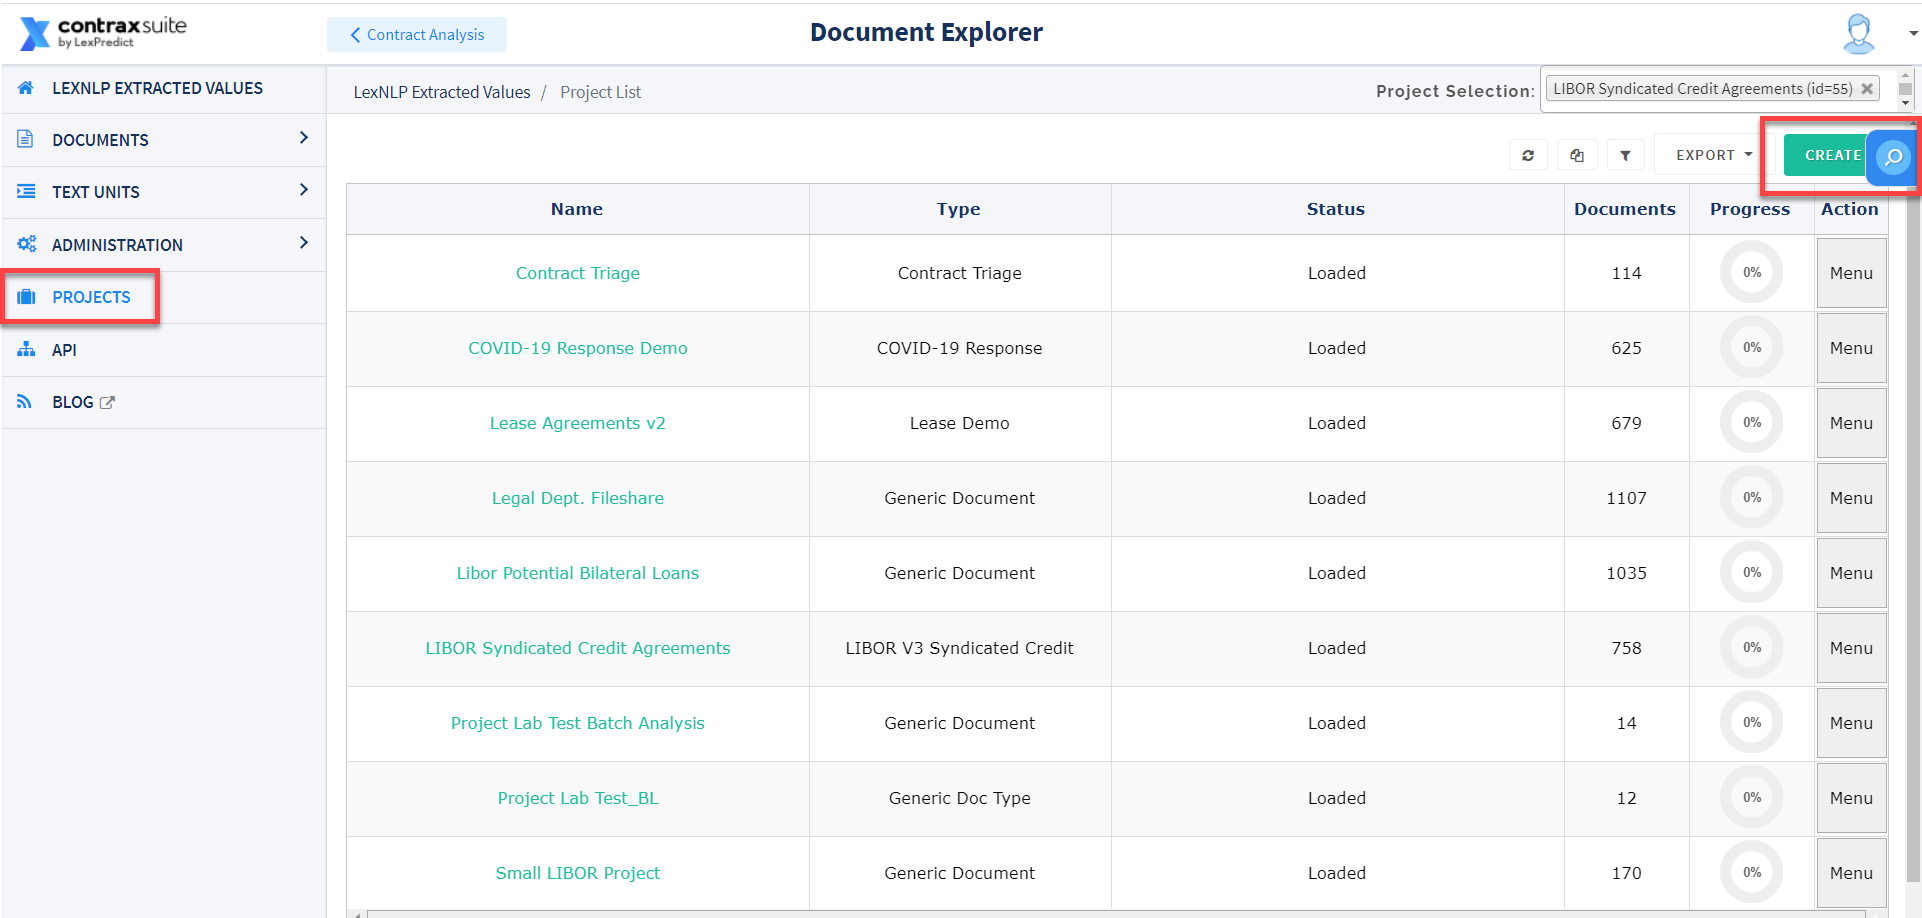 contraxsuite
by LexPredict
Contract Analysis
Document Explorer
LEXNLP EXTRACTED VALUES
DOCUMENTS
TEXT UNITS
ADMINISTRATION
PROJECTS
API
BLOG
LexNLP Extracted Values / Project List
Project Selection: LIBOR Syndicated Credit Agreements (id=55)
EXPORT CREATE
Name Type Status Documents Progress Action
Contract Triage Contract Triage Loaded 114 0% Menu
COVID-19 Response Demo COVID-19 Response Loaded 625 0% Menu
Lease Agreements v2 Lease Demo Loaded 679 0% Menu
Legal Dept. Fileshare Generic Document Loaded 1107 0% Menu
Libor Potential Bilateral Loans Generic Document Loaded 1035 0% Menu
LIBOR Syndicated Credit Agreements LIBOR V3 Syndicated Credit Loaded 758 0% Menu
Project Lab Test Batch Analysis Generic Document Loaded 14 0% Menu
Project Lab Test_BL Generic Doc Type Loaded 12 0% Menu
Small LIBOR Project Generic Document Loaded 170 0% Menu